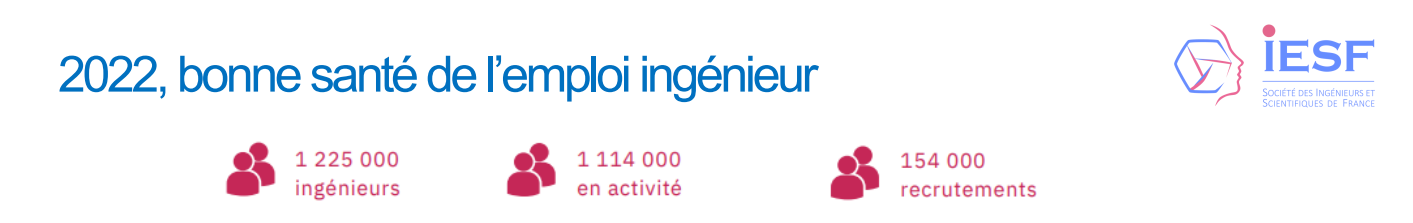 2022, bonne santé de l’emploi ingénieur
iESF
SOCIÉTÉ DES INGÉNIEURS ET
SCIENTIFIQUES DE FRANCE
1 225 000
ingénieurs
1 114 000
en activité
154 000
recrutements